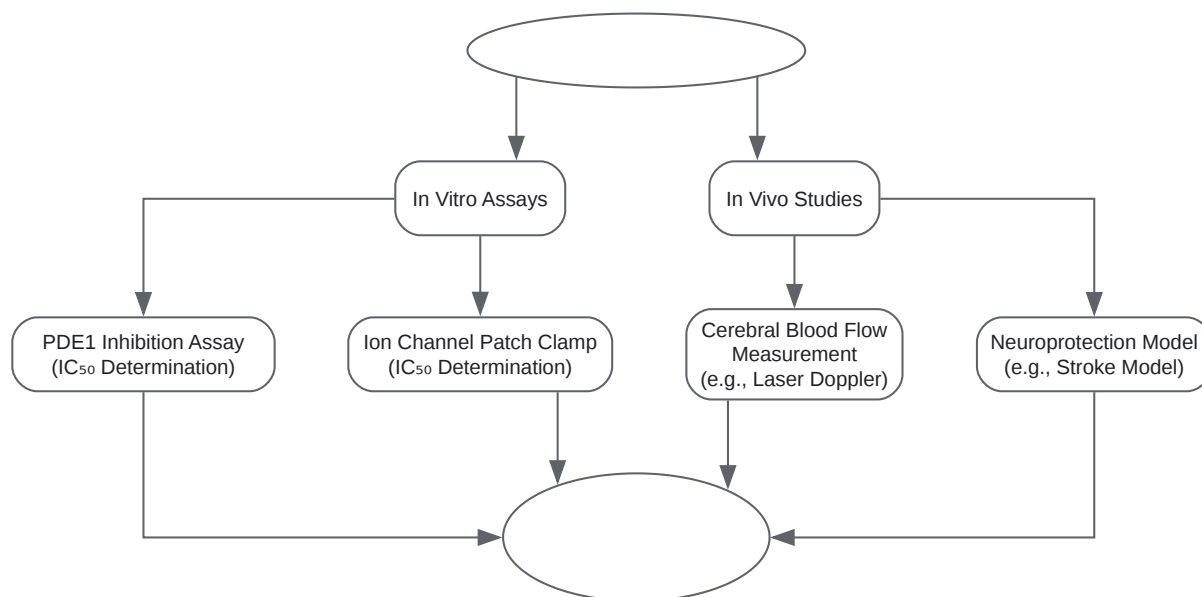 In Vitro Assays
In Vivo Studies
PDE1 Inhibition Assay
(IC₅₀ Determination)
Ion Channel Patch Clamp
(IC₅₀ Determination)
Cerebral Blood Flow
Measurement
(e.g., Laser Doppler)
Neuroprotection Model
(e.g., Stroke Model)